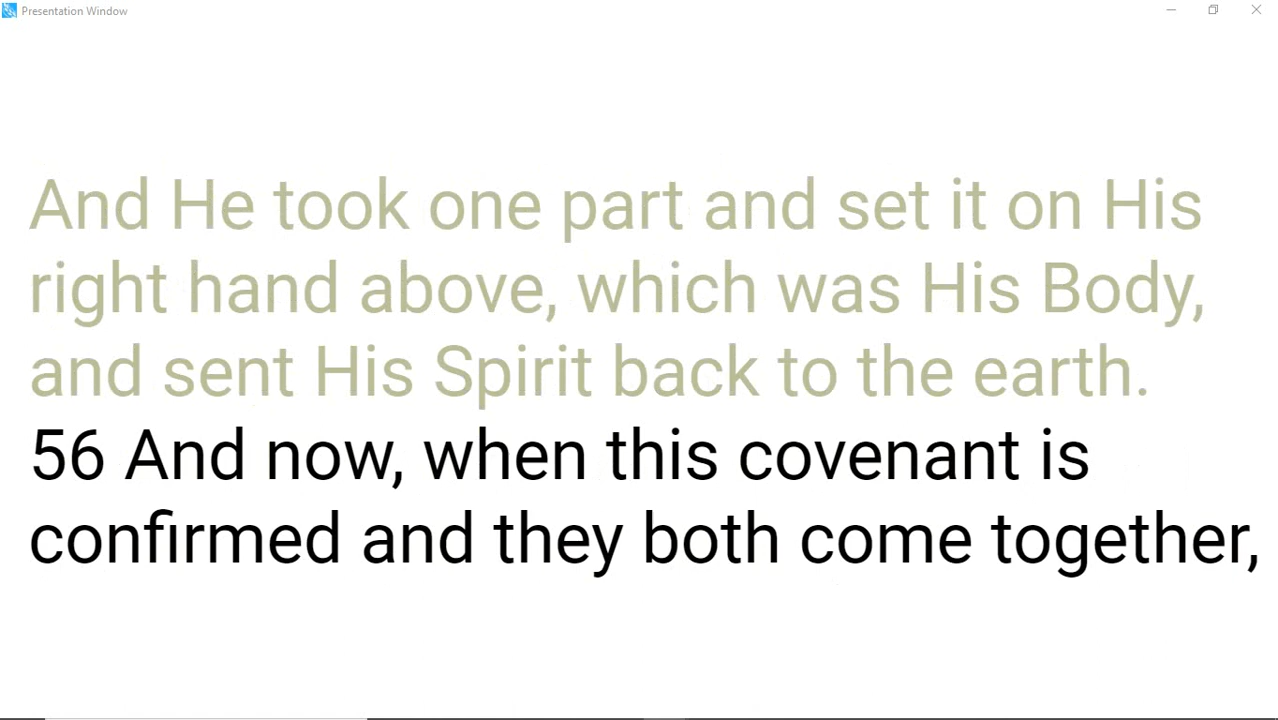 Presentation Window
And He took one part and set it on His
right hand above, which was His Body,
and sent His Spirit back to the earth.
56 And now, when this covenant is
confirmed and they both come together,